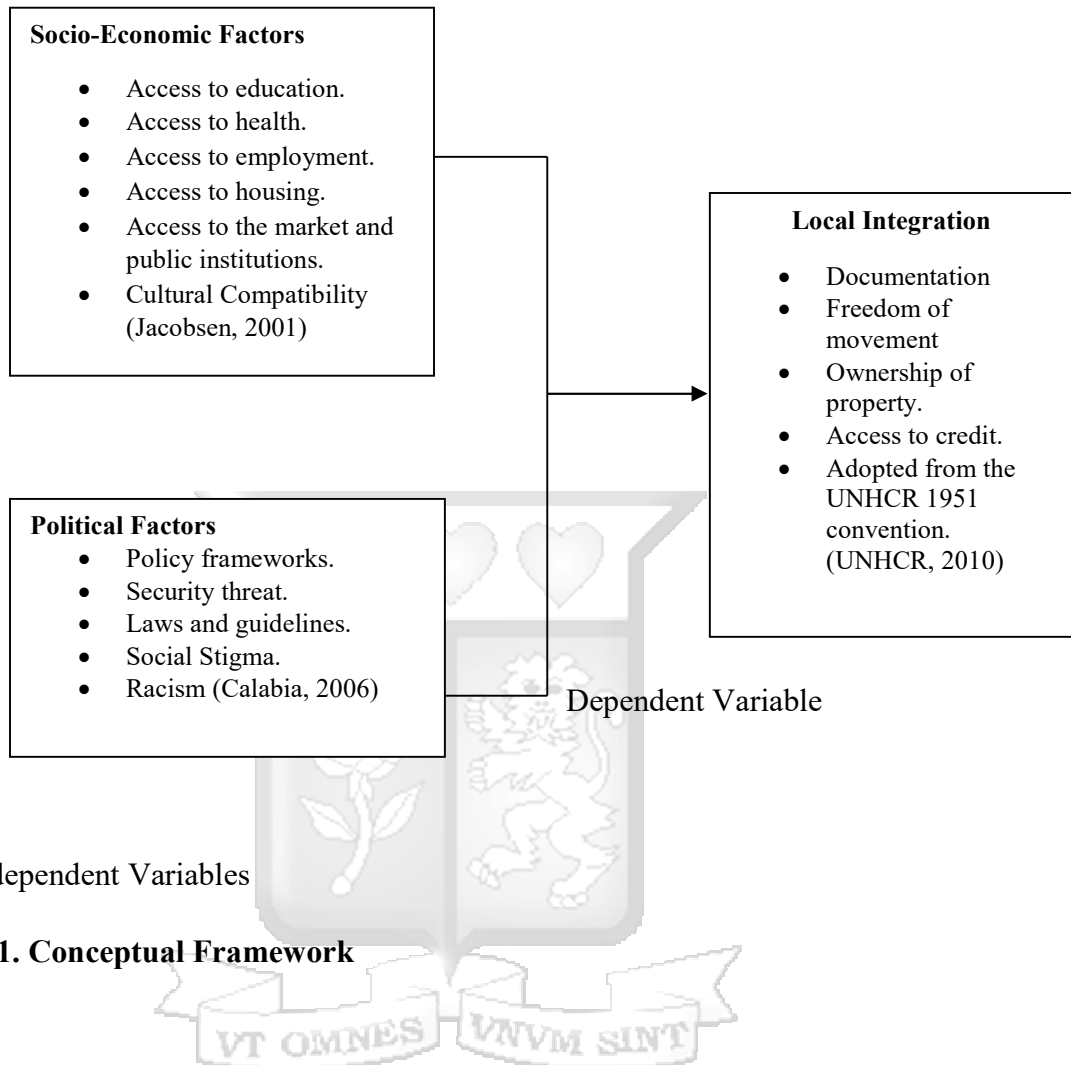 Socio-Economic Factors
• Access to education.
• Access to health.
• Access to employment.
• Access to housing.
• Access to the market and
public institutions.
• Cultural Compatibility
(Jacobsen, 2001)
Local Integration
• Documentation
• Freedom of
movement
• Ownership of
property.
• Access to credit.
• Adopted from the
UNHCR 1951
convention.
(UNHCR, 2010)
Political Factors
• Policy frameworks.
• Security threat.
• Laws and guidelines.
• Social Stigma.
• Racism (Calabia, 2006)
Dependent Variable
dependent Variables
1. Conceptual Framework
VT OMNES VNVM SINT